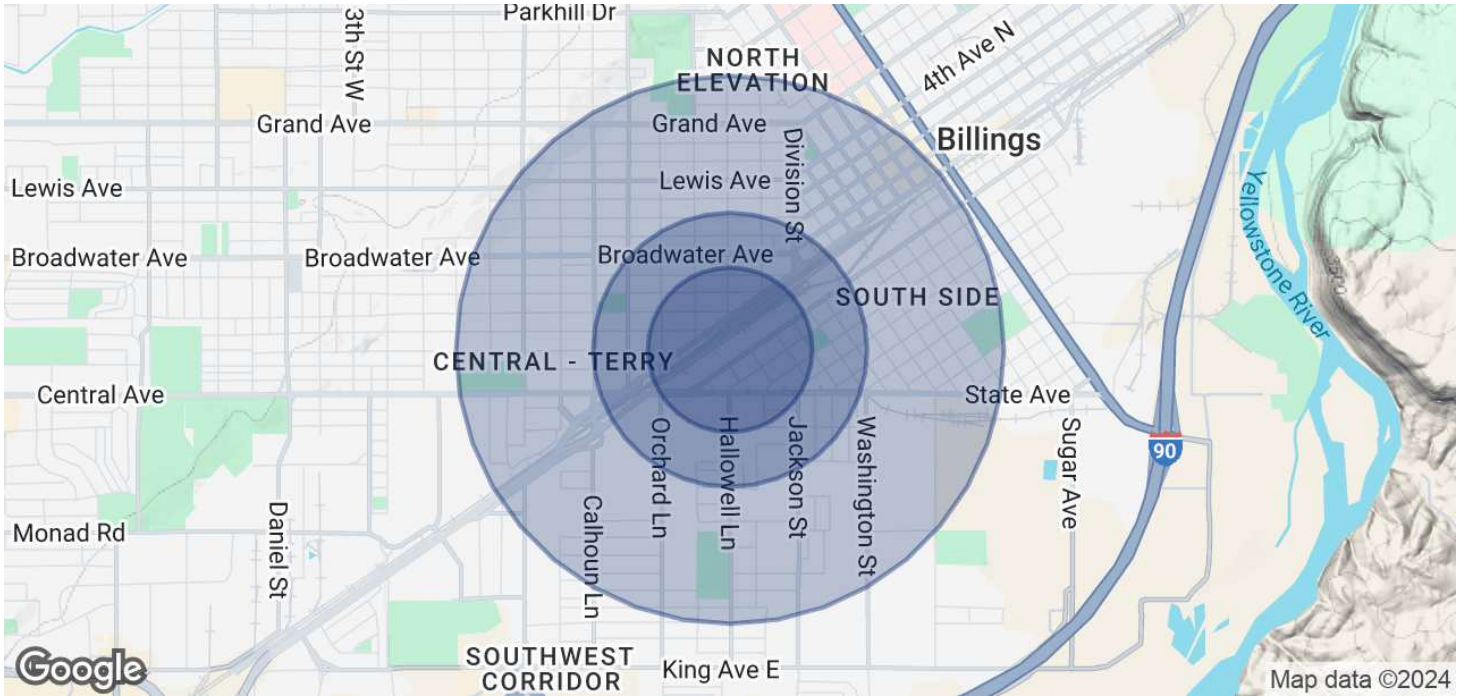 Parkhill Dr
3th St W
NORTH
ELEVATION
4th Ave N
Grand Ave
Grand Ave
Division St
Billings
Lewis Ave
Lewis Ave
Yellowstone River
Broadwater Ave
Broadwater Ave
Broadwater Ave
3500
SOUTH SIDE
CENTRAL - TERRY
Central Ave
State Ave
Orchard Ln
Hallowell Ln
Jackson St
Washington St
Sugar Ave
90
Calhoun Ln
Daniel St
Monad Rd
SOUTHWEST
CORRIDOR
King Ave E
Google
Map data ©2024